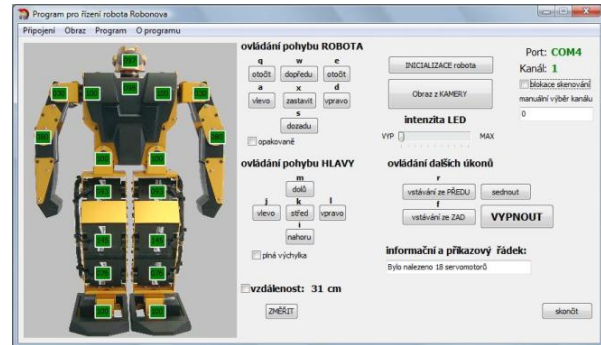 Program pro řízení robota Robonova
Připojení Obraz Program O programu
ovládání pohybu ROBOTA
q w e
otočit dopředu otočit
a x d
vlevo zastavit vpravo
s
dozadu
opakovaně
INICIALIZACE robota
Obraz z KAMERY
intenzita LED
VYP MAX
Port: COM4
Kanál: 1
blokace skenování
manuální výběr kanálu
0
ovládání pohybu HLAVY
m
dolů
j k l
vlevo střed vpravo
i
nahoru
plná výchylka
ovládání dalších úkonů
r
vstávání ze PŘEDU sednout
f
vstávání ze ZAD VYPNOUT
informační a příkazový řádek:
Bylo nalezeno 18 servomotorů
vzdálenost: 31 cm
ZMĚŘIT
skončit